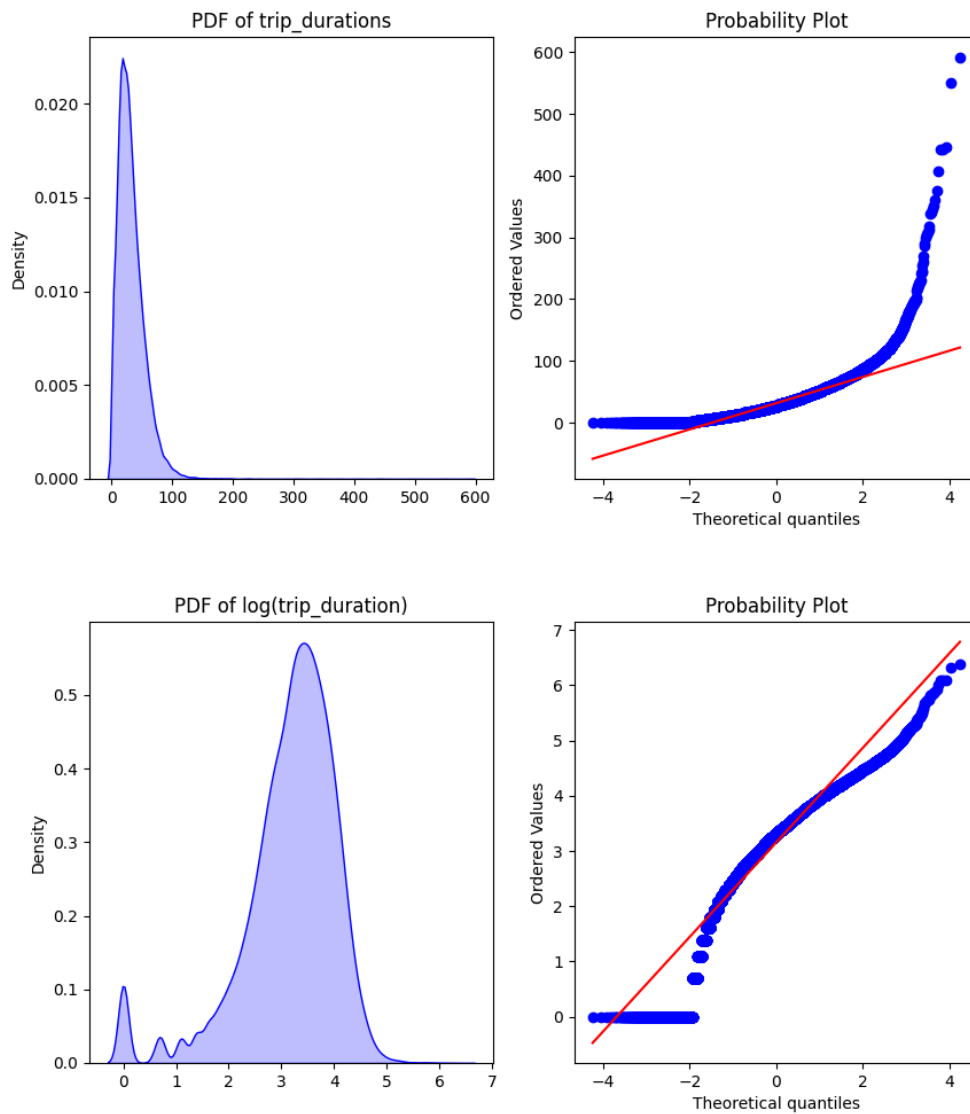 PDF of trip_durations
Density
0.020
0.015
0.010
0.005
0.000
0 100 200 300 400 500 600
Probability Plot
Ordered Values
600
500
400
300
200
100
0
−4 −2 0 2 4
Theoretical quantiles
PDF of log(trip_duration)
Density
0.5
0.4
0.3
0.2
0.1
0.0
0 1 2 3 4 5 6 7
Probability Plot
Ordered Values
7
6
5
4
3
2
1
0
−4 −2 0 2 4
Theoretical quantiles